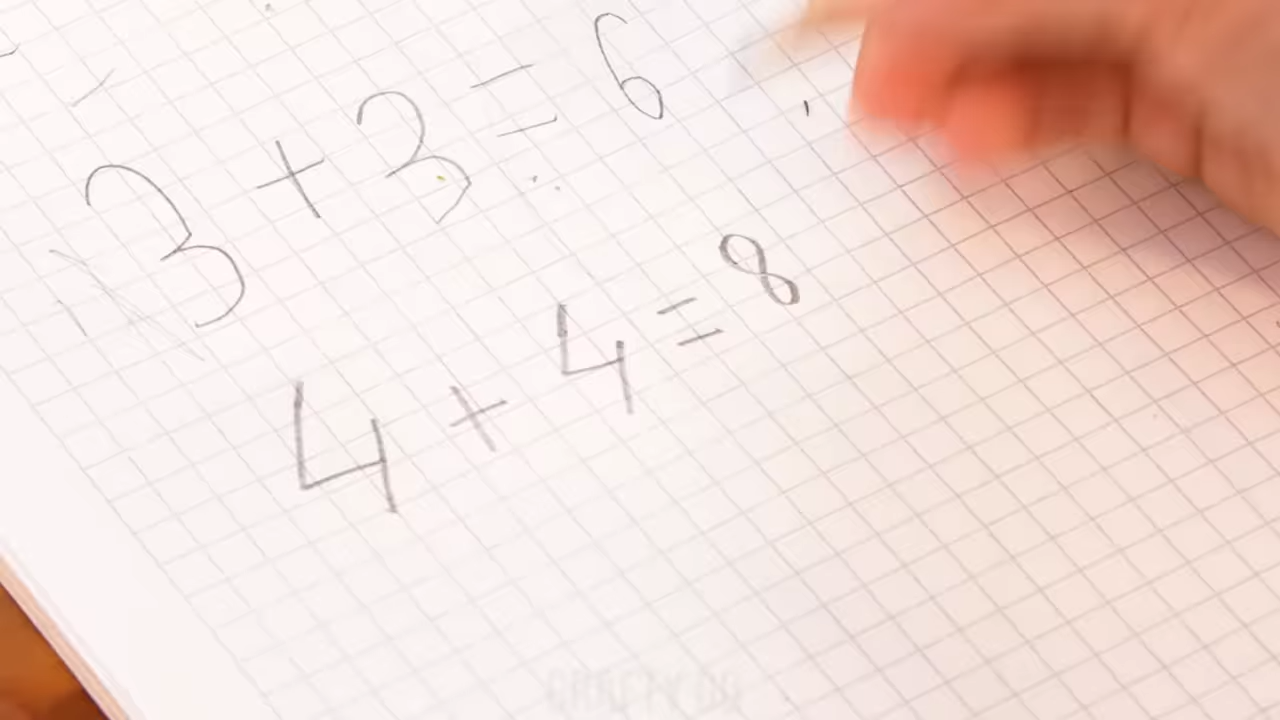 3 + 3 = 6
4 + 4 = 8